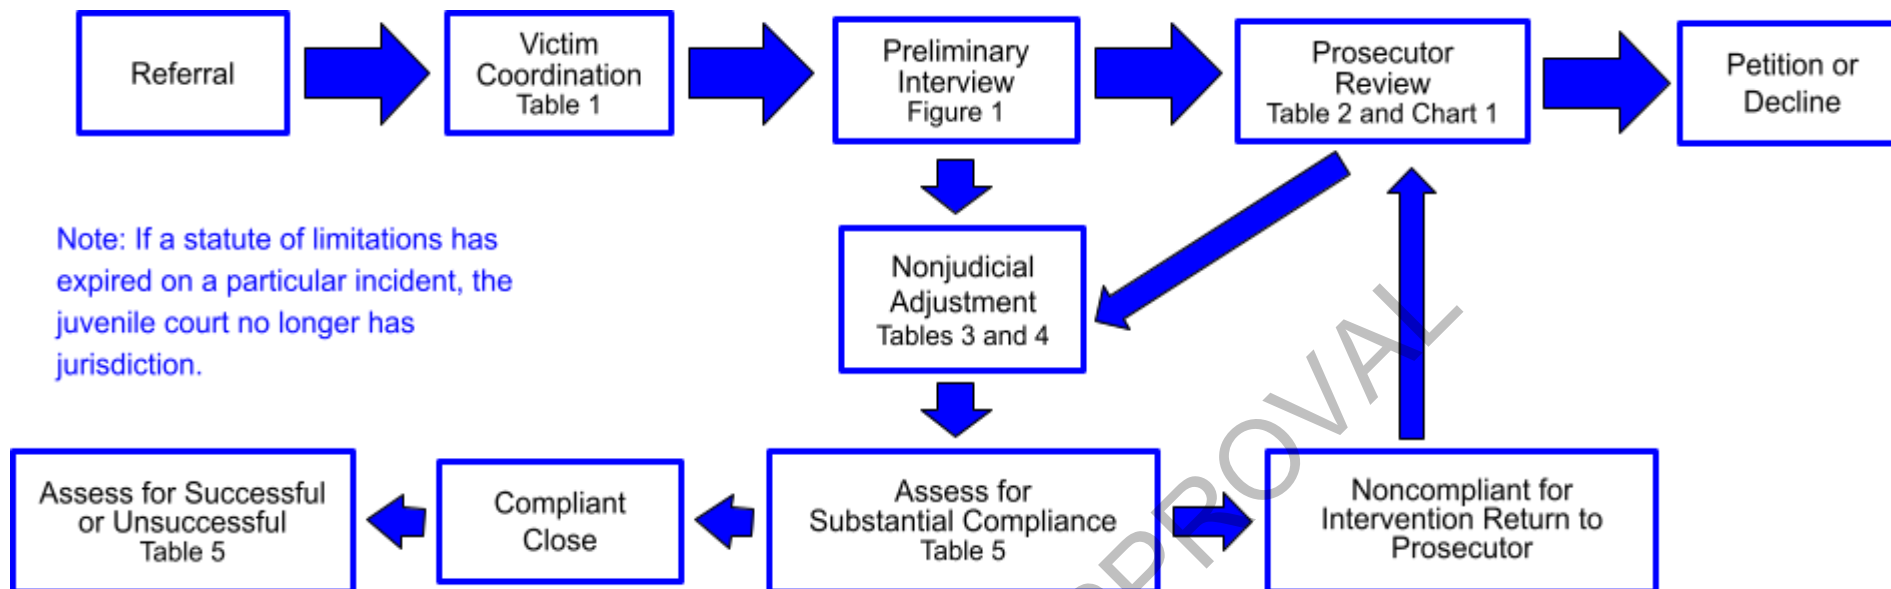 Referral
Victim
Coordination
Table 1
Preliminary
Interview
Figure 1
Prosecutor
Review
Table 2 and Chart 1
Petition or
Decline
Note: If a statute of limitations has
expired on a particular incident, the
juvenile court no longer has
jurisdiction.
Nonjudicial
Adjustment
Tables 3 and 4
Assess for Successful
or Unsuccessful
Table 5
Compliant
Close
Assess for
Substantial Compliance
Table 5
Noncompliant for
Intervention Return to
Prosecutor
PPROVAL